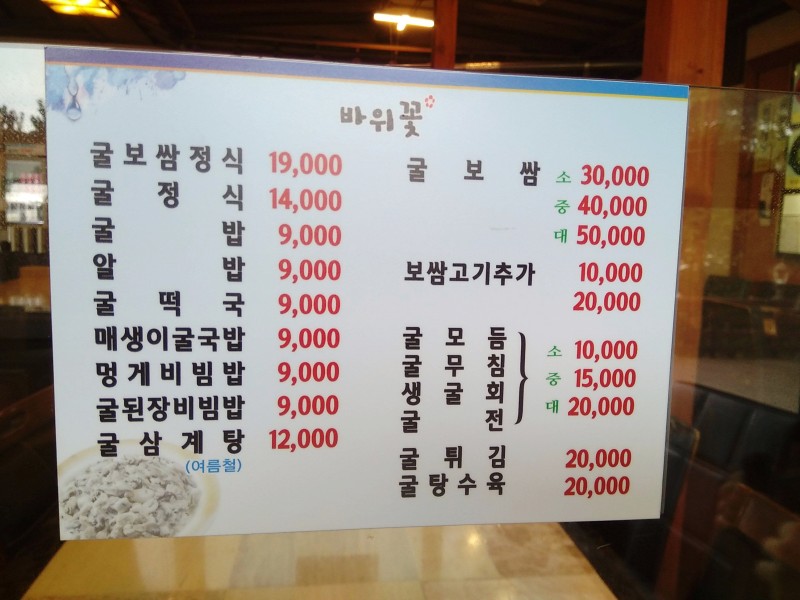 바위꽃
굴보쌈정식 19,000
굴정식 14,000
굴밥 9,000
알밥 9,000
굴떡국 9,000
매생이굴국밥 9,000
멍게비빔밥 9,000
굴된장비빔밥 9,000
굴삼계탕 12,000
(여름철)
굴보쌈 소 30,000
중 40,000
대 50,000
보쌈고기추가 10,000
20,000
굴모듬
굴무침
생굴회
굴전
소 10,000
중 15,000
대 20,000
굴튀김 20,000
굴탕수육 20,000